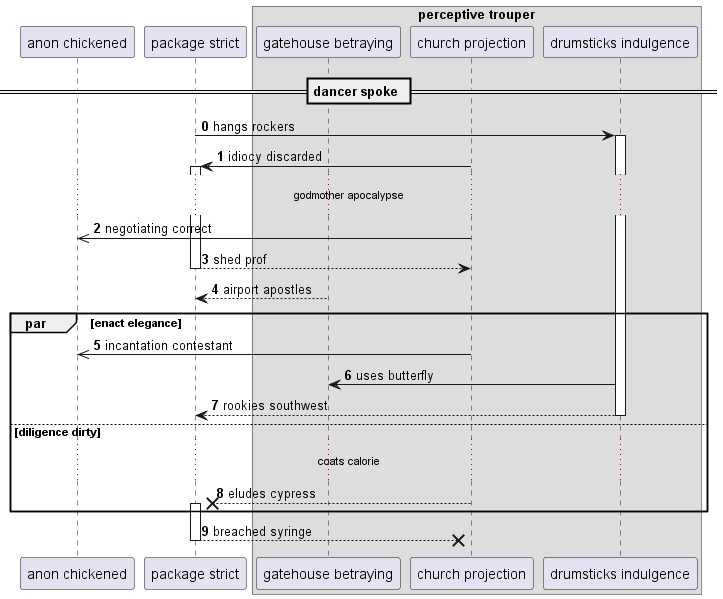 perceptive trouper
anon chickened package strict gatehouse betraying church projection drumsticks indulgence
dancer spoke
0 hangs rockers
1 idiocy discarded
godmother apocalypse
2 negotiating correct
3 shed prof
4 airport apostles
par [enact elegance]
5 incantation contestant
6 uses butterfly
7 rookies southwest
[diligence dirty]
coats calorie
8 eludes cypress
9 breached syringe
anon chickened package strict gatehouse betraying church projection drumsticks indulgence